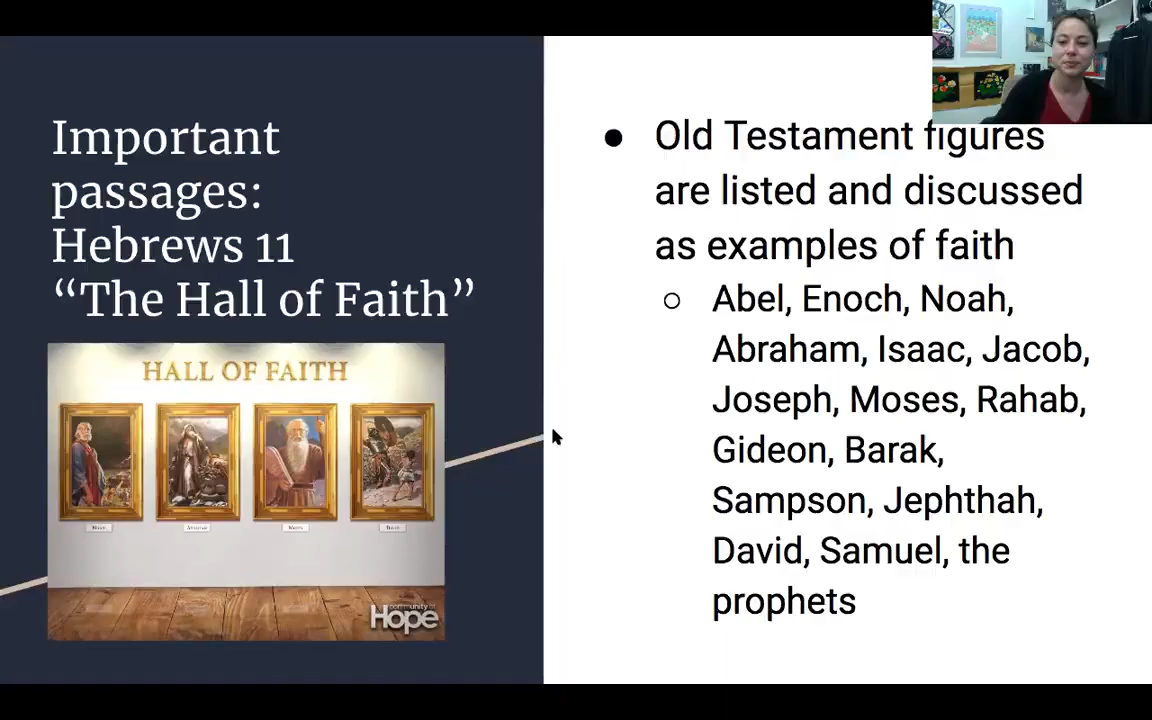 Important
passages:
Hebrews 11
“The Hall of Faith”
HALL OF FAITH
community of
Hope
● Old Testament figures
are listed and discussed
as examples of faith
○ Abel, Enoch, Noah,
Abraham, Isaac, Jacob,
Joseph, Moses, Rahab,
Gideon, Barak,
Sampson, Jephthah,
David, Samuel, the
prophets